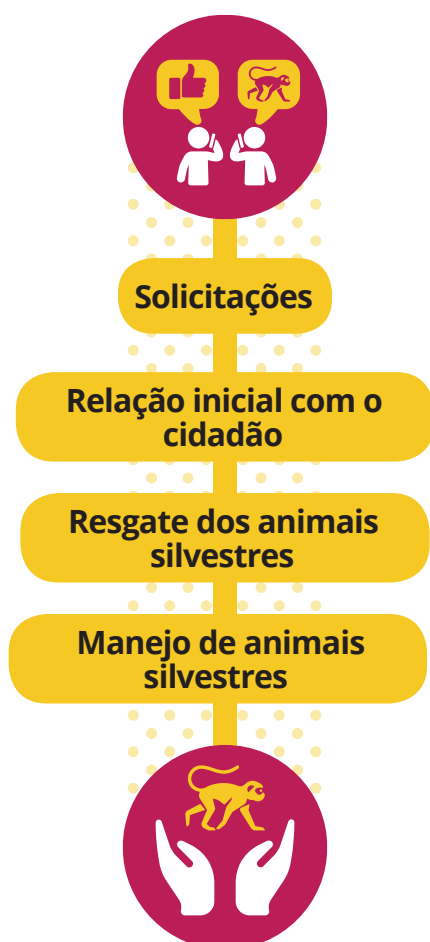 Solicitações
Relação inicial com o
cidadão
Resgate dos animais
silvestres
Manejo de animais
silvestres